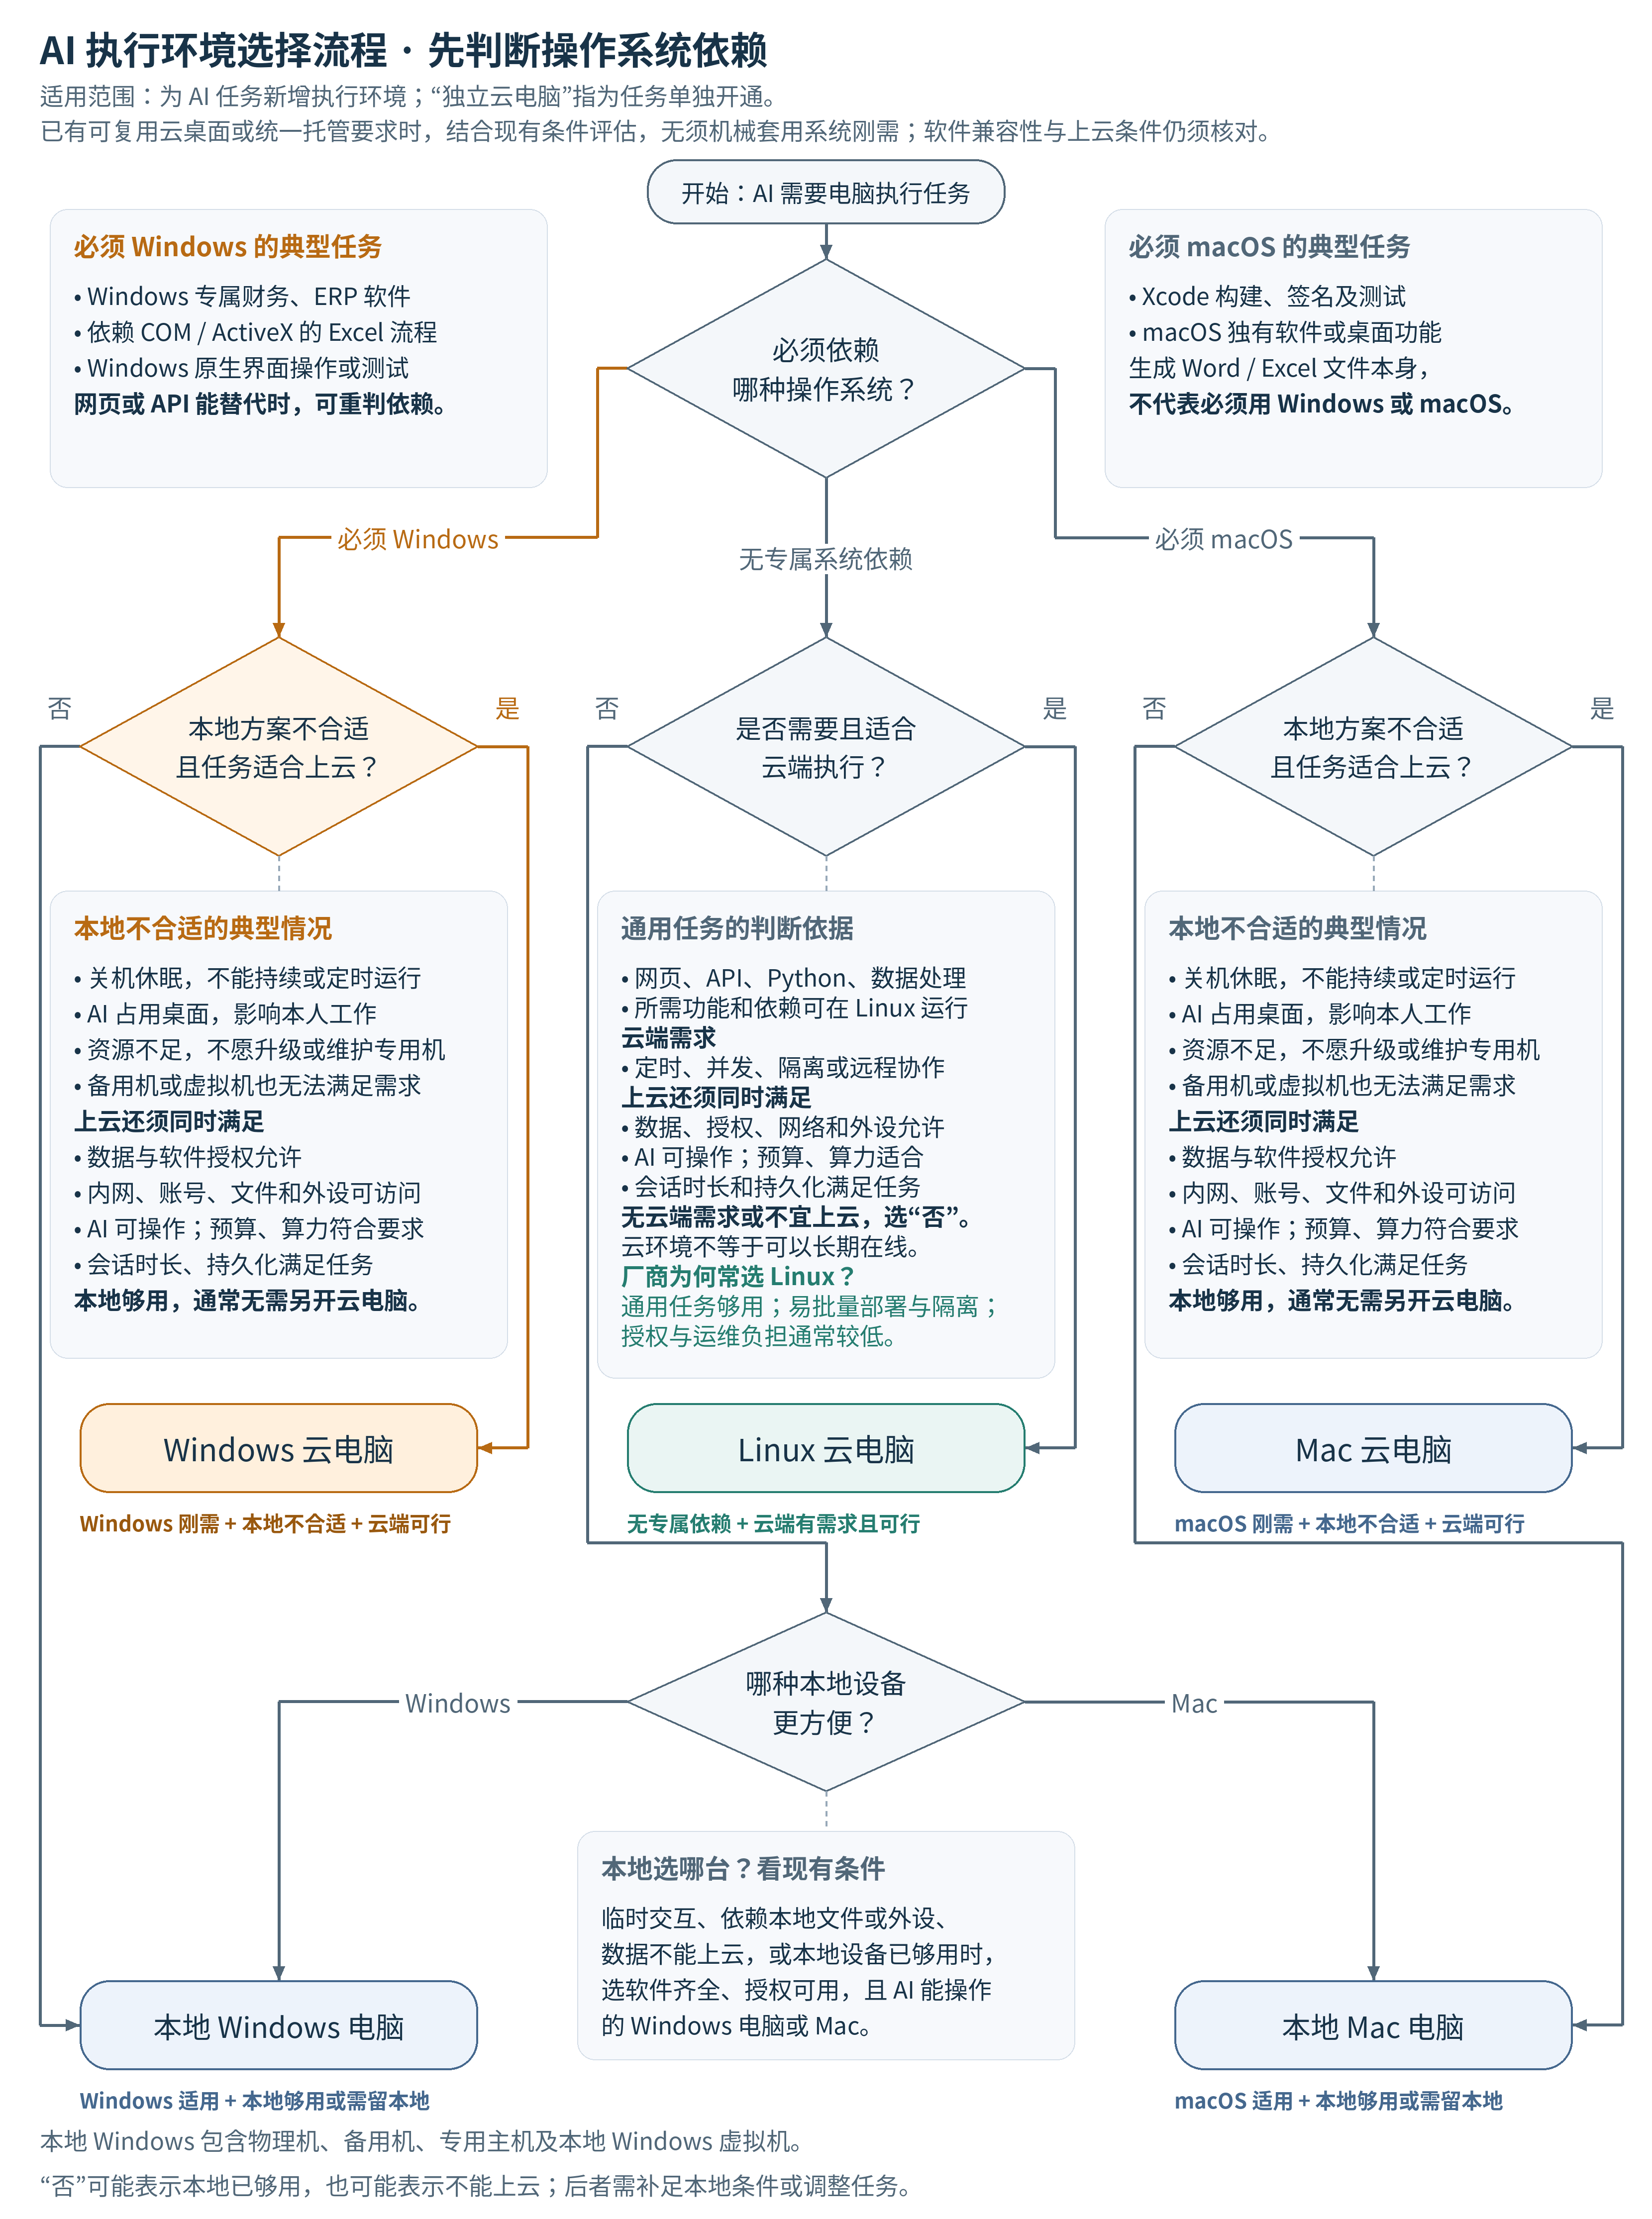 AI 执行环境选择流程 · 先判断操作系统依赖
适用范围：为 AI 任务新增执行环境；“独立云电脑”指为任务单独开通。
已有可复用云桌面或统一托管要求时，结合现有条件评估，无须机械套用系统刚需；软件兼容性与上云条件仍须核对。
开始：AI 需要电脑执行任务
必须 Windows 的典型任务
• Windows 专属财务、ERP 软件
• 依赖 COM / ActiveX 的 Excel 流程
• Windows 原生界面操作或测试
网页或 API 能替代时，可重判依赖。
必须依赖
哪种操作系统？
必须 macOS 的典型任务
• Xcode 构建、签名及测试
• macOS 独有软件或桌面功能
生成 Word / Excel 文件本身，
不代表必须用 Windows 或 macOS。
必须 Windows
无专属系统依赖
必须 macOS
否
本地方案不合适
且任务适合上云？
是
否
是否需要且适合
云端执行？
是
否
本地方案不合适
且任务适合上云？
是
本地不合适的典型情况
• 关机休眠，不能持续或定时运行
• AI 占用桌面，影响本人工作
• 资源不足，不愿升级或维护专用机
• 备用机或虚拟机也无法满足需求
上云还须同时满足
• 数据与软件授权允许
• 内网、账号、文件和外设可访问
• AI 可操作；预算、算力符合要求
• 会话时长、持久化满足任务
本地够用，通常无需另开云电脑。
通用任务的判断依据
• 网页、API、Python、数据处理
• 所需功能和依赖可在 Linux 运行
云端需求
• 定时、并发、隔离或远程协作
上云还须同时满足
• 数据、授权、网络和外设允许
• AI 可操作；预算、算力适合
• 会话时长和持久化满足任务
无云端需求或不宜上云，选“否”。
云环境不等于可以长期在线。
厂商为何常选 Linux？
通用任务够用；易批量部署与隔离；
授权与运维负担通常较低。
本地不合适的典型情况
• 关机休眠，不能持续或定时运行
• AI 占用桌面，影响本人工作
• 资源不足，不愿升级或维护专用机
• 备用机或虚拟机也无法满足需求
上云还须同时满足
• 数据与软件授权允许
• 内网、账号、文件和外设可访问
• AI 可操作；预算、算力符合要求
• 会话时长、持久化满足任务
本地够用，通常无需另开云电脑。
Windows 云电脑
Windows 刚需 + 本地不合适 + 云端可行
Linux 云电脑
无专属依赖 + 云端有需求且可行
Mac 云电脑
macOS 刚需 + 本地不合适 + 云端可行
Windows
哪种本地设备
更方便？
Mac
本地选哪台？看现有条件
临时交互、依赖本地文件或外设、
数据不能上云，或本地设备已够用时，
选软件齐全、授权可用，且 AI 能操作
的 Windows 电脑或 Mac。
本地 Windows 电脑
Windows 适用 + 本地够用或需留本地
本地 Mac 电脑
macOS 适用 + 本地够用或需留本地
本地 Windows 包含物理机、备用机、专用主机及本地 Windows 虚拟机。
“否”可能表示本地已够用，也可能表示不能上云；后者需补足本地条件或调整任务。